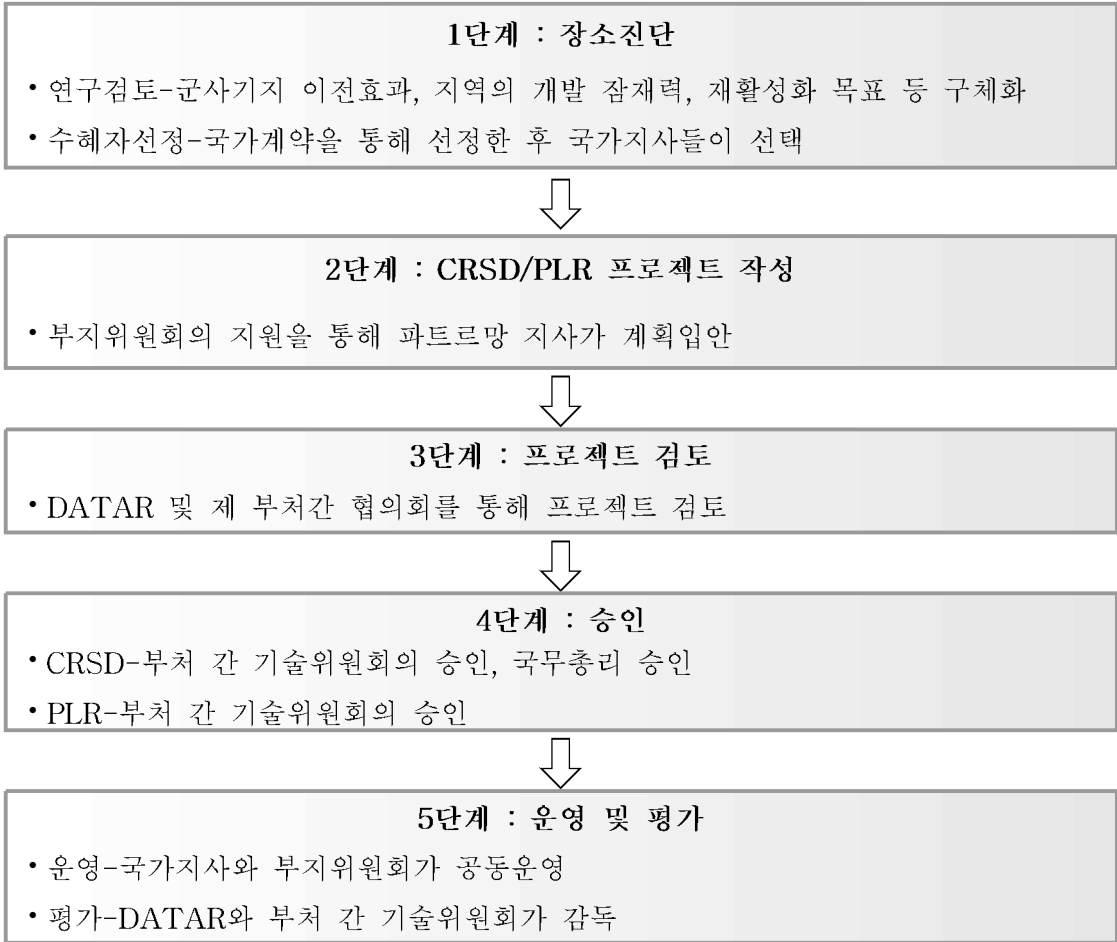 1단계 : 장소진단
• 연구검토-군사기지 이전효과, 지역의 개발 잠재력, 재활성화 목표 등 구체화
• 수혜자선정-국가계약을 통해 선정한 후 국가지사들이 선택
2단계 : CRSD/PLR 프로젝트 작성
• 부지위원회의 지원을 통해 파트르망 지사가 계획입안
3단계 : 프로젝트 검토
• DATAR 및 제 부처간 협의회를 통해 프로젝트 검토
4단계 : 승인
• CRSD-부처 간 기술위원회의 승인, 국무총리 승인
• PLR-부처 간 기술위원회의 승인
5단계 : 운영 및 평가
• 운영-국가지사와 부지위원회가 공동운영
• 평가-DATAR와 부처 간 기술위원회가 감독